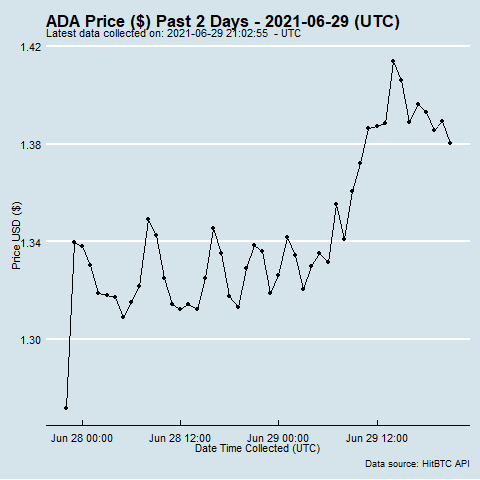 ADA Price ($) Past 2 Days - 2021-06-29 (UTC)
Latest data collected on: 2021-06-29 21:02:55 - UTC
1.42
1.38
1.34
1.30
Price USD ($)
Jun 28 00:00
Jun 28 12:00
Jun 29 00:00
Jun 29 12:00
Date Time Collected (UTC)
Data source: HitBTC API